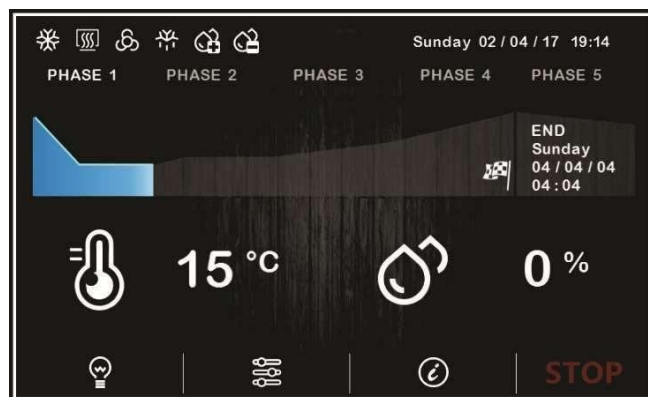 Sunday 02 / 04 / 17 19:14
PHASE 1 PHASE 2 PHASE 3 PHASE 4 PHASE 5
END
Sunday
04 / 04 / 04
04 : 04
15 °C 0 %
STOP